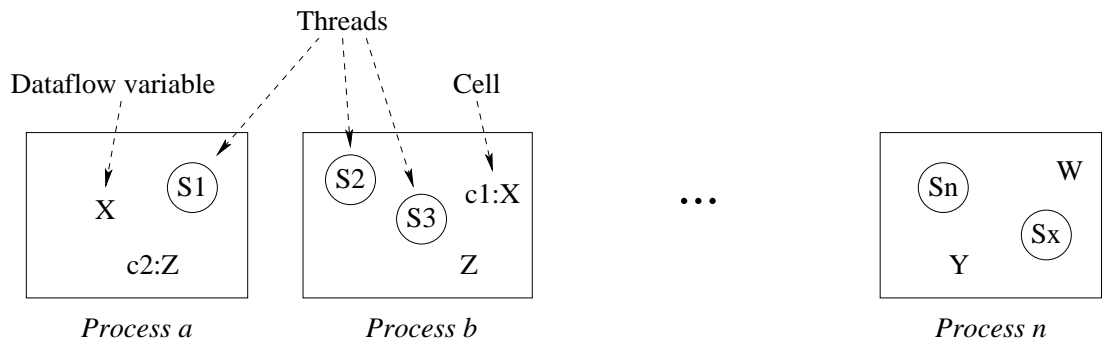 Threads
Dataflow variable
Cell
S1
X
c2:Z
S2
S3
c1:X
Z
...
Sn
W
Sx
Y
Process a
Process b
Process n